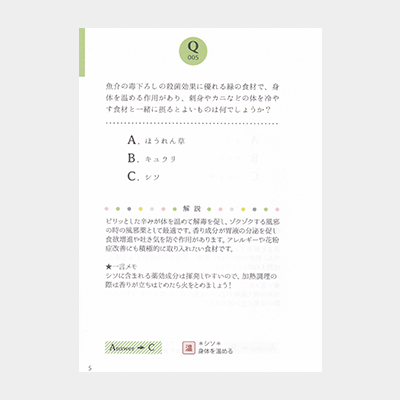 Q
005
魚介の毒下ろしの殺菌効果に優れる緑の食材で、身
体を温める作用があり、刺身やカニなどの体を冷や
す食材と一緒に摂るとよいものは何でしょうか？
A. ほうれん草
B. キュウリ
C. シソ
解説
ピリッとした辛みが体を温めて解毒を促し、ゾクゾクする風邪
の時の風邪薬として最適です。香り成分が胃液の分泌を促し
食欲増進や吐き気を防ぐ作用があります。アレルギーや花粉
症改善にも積極的に取り入れたい食材です。
★一言メモ
シソに含まれる薬効成分は揮発しやすいので、加熱調理の
際は香りが立ちはじめたら火をとめましょう！
Answer ➔ C
温
＊シソ＊
身体を温める
5